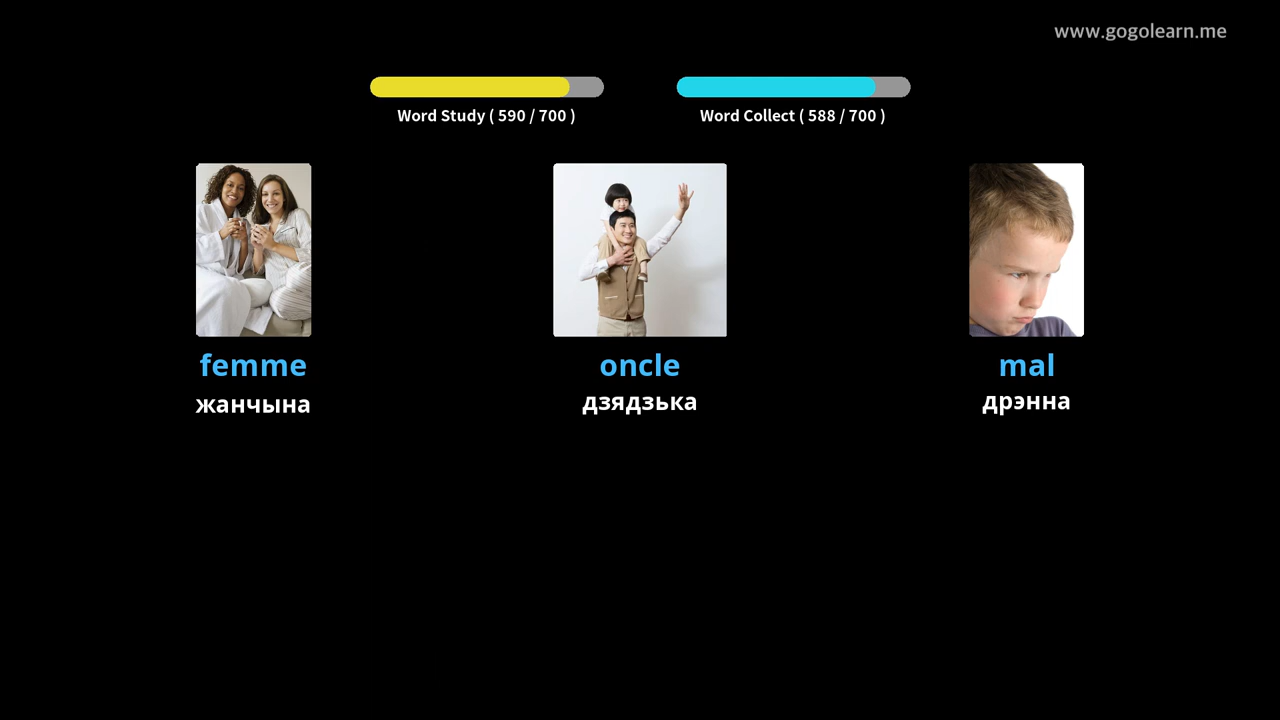 www.gogolearn.me
Word Study ( 590 / 700 )
Word Collect ( 588 / 700 )
femme
oncle
mal
жанчына
дзядзька
дрэнна